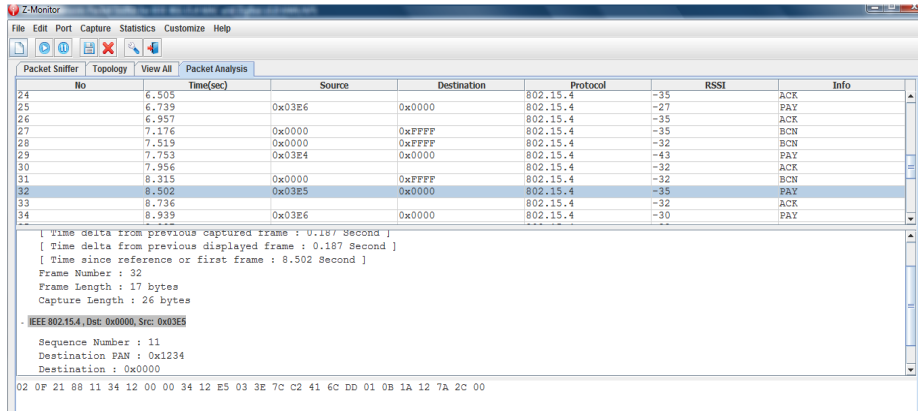 Z-Monitor
File Edit Port Capture Statistics Customize Help
Packet Sniffer Topology View All Packet Analysis
No Time(sec) Source Destination Protocol RSSI Info
24 6.505 802.15.4 -35 ACK
25 6.739 0x03E6 0x0000 802.15.4 -27 PAY
26 6.957 802.15.4 -35 ACK
27 7.176 0x0000 0xFFFF 802.15.4 -35 BCN
28 7.519 0x0000 0xFFFF 802.15.4 -32 BCN
29 7.753 0x03E4 0x0000 802.15.4 -43 PAY
30 7.956 802.15.4 -32 ACK
31 8.315 0x0000 0xFFFF 802.15.4 -32 BCN
32 8.502 0x03E5 0x0000 802.15.4 -35 PAY
33 8.736 802.15.4 -32 ACK
34 8.939 0x03E6 0x0000 802.15.4 -30 PAY
[ Time delta from previous captured frame : 0.187 Second ]
[ Time delta from previous displayed frame : 0.187 Second ]
[ Time since reference or first frame : 8.502 Second ]
Frame Number : 32
Frame Length : 17 bytes
Capture Length : 26 bytes
- IEEE 802.15.4 , Dst: 0x0000, Src: 0x03E5
Sequence Number : 11
Destination PAN : 0x1234
Destination : 0x0000
02 0F 21 88 11 34 12 00 00 34 12 E5 03 3E 7C C2 41 6C DD 01 0B 1A 12 7A 2C 00